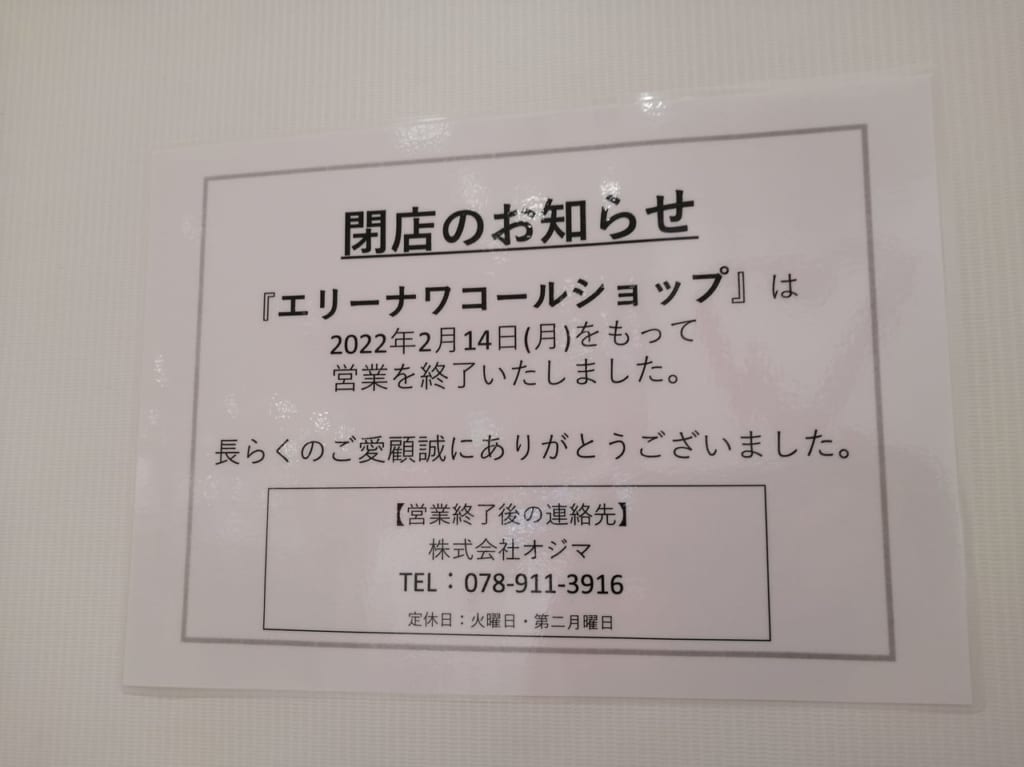 閉店のお知らせ
『エリーナワコールショップ』は
2022年2月14日(月)をもって
営業を終了いたしました。
長らくのご愛顧誠にありがとうございました。
【営業終了後の連絡先】
株式会社オジマ
TEL：078-911-3916
定休日：火曜日・第二月曜日